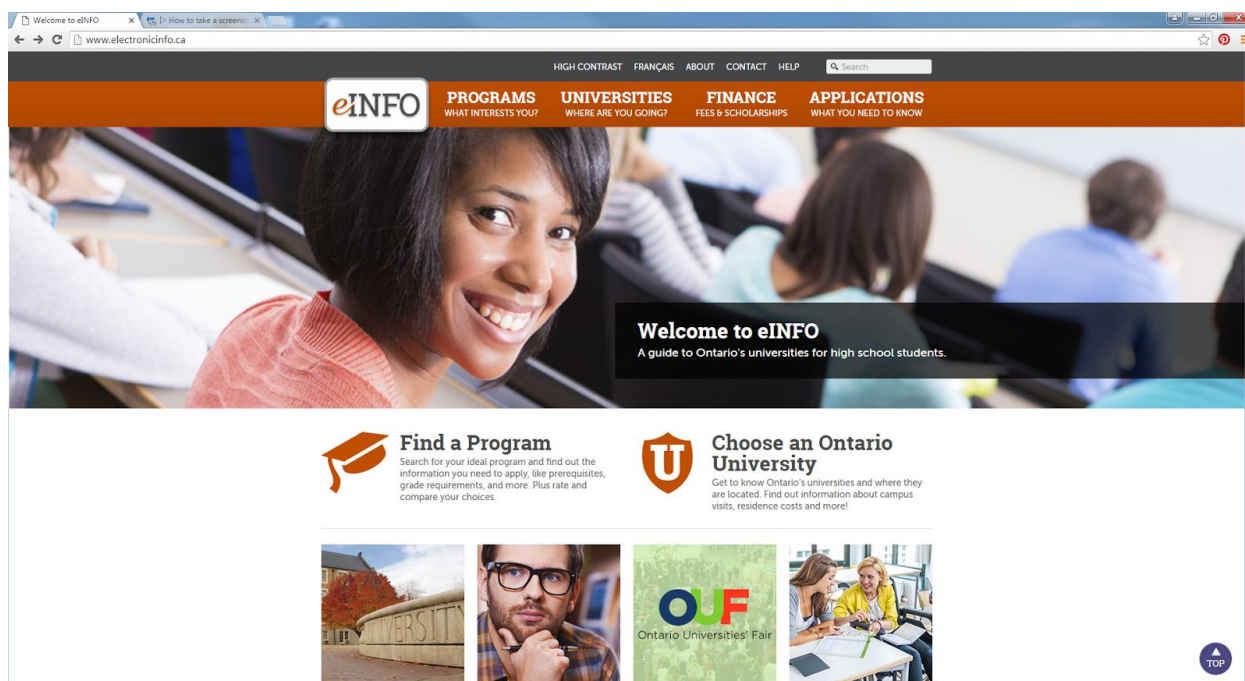 Welcome to eINFO
How to take a screensh
www.electronicinfo.ca
HIGH CONTRAST FRANÇAIS ABOUT CONTACT HELP Search
eINFO
PROGRAMS
WHAT INTERESTS YOU?
UNIVERSITIES
WHERE ARE YOU GOING?
FINANCE
FEES & SCHOLARSHIPS
APPLICATIONS
WHAT YOU NEED TO KNOW
Welcome to eINFO
A guide to Ontario's universities for high school students.
Find a Program
Search for your ideal program and find out the
information you need to apply, like prerequisites,
grade requirements, and more. Plus rate and
compare your choices.
Choose an Ontario
University
Get to know Ontario's universities and where they
are located. Find out information about campus
visits, residence costs and more!
UNIVERSITY
OUF
Ontario Universities' Fair
TOP